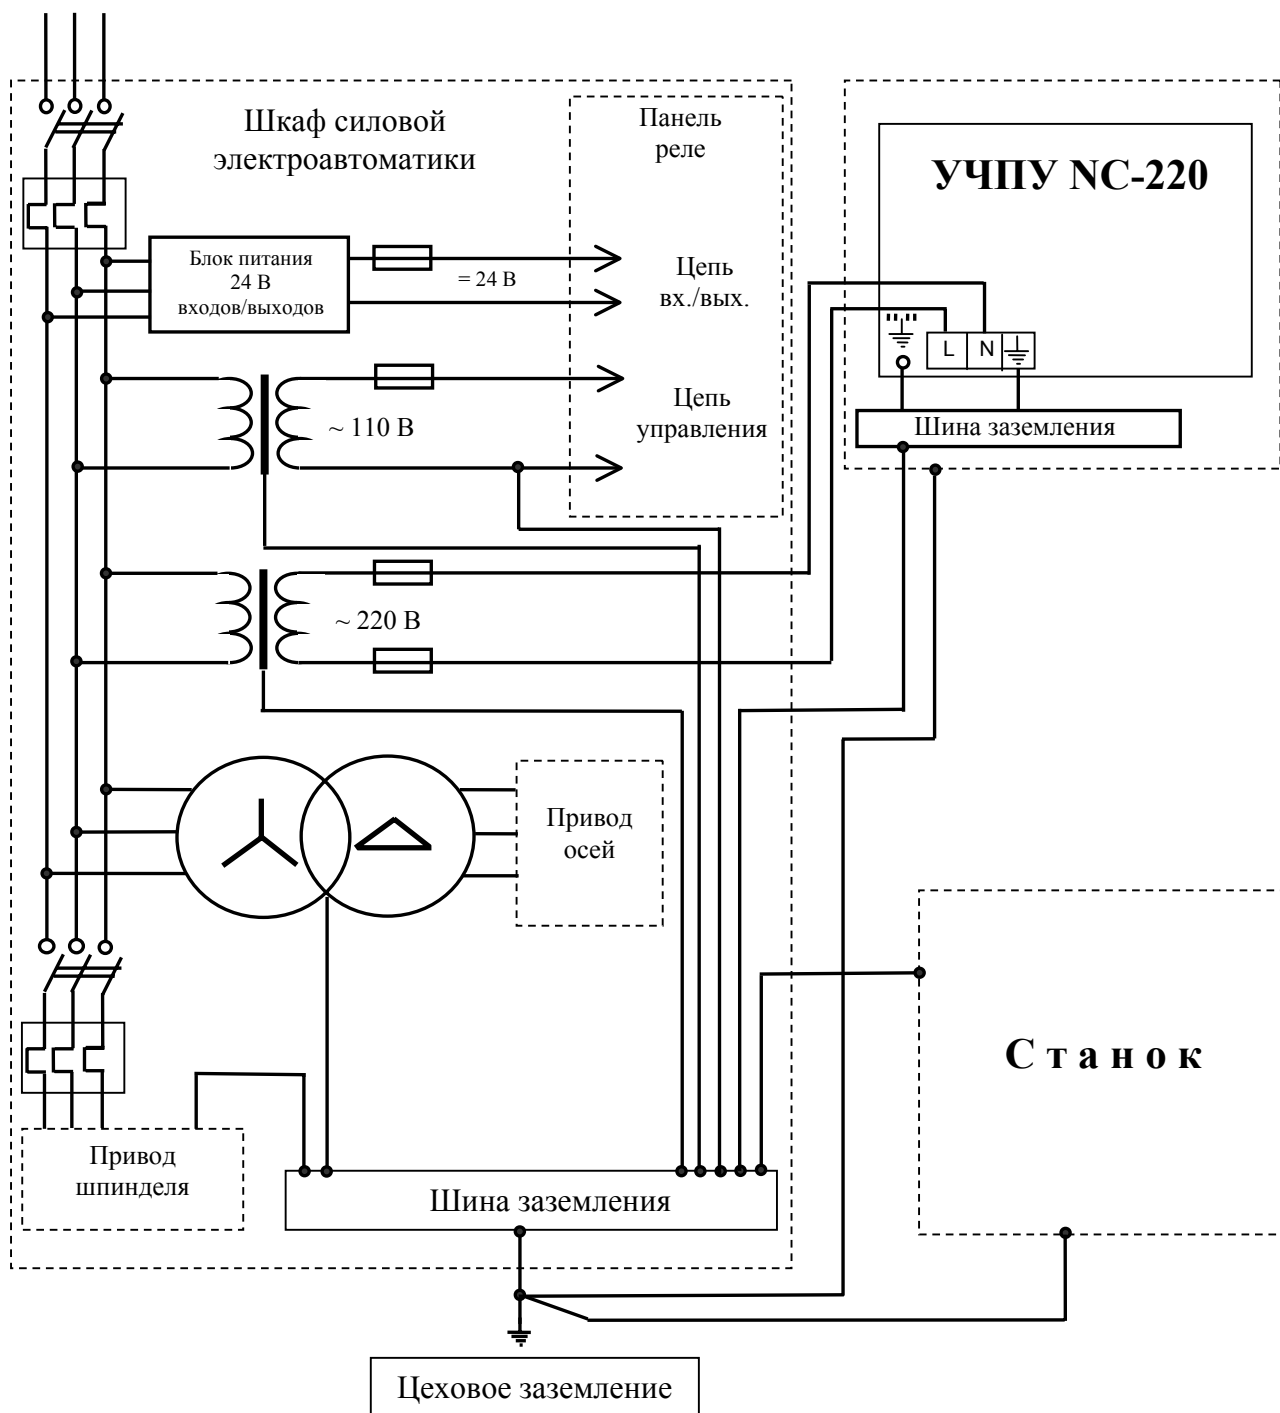 Шкаф силовой
электроавтоматики
Панель
реле
УЧПУ NC-220
Блок питания
24 В
входов/выходов
= 24 В
Цепь
вх./вых.
L N
~ 110 В
Цепь
управления
Шина заземления
~ 220 В
Привод
осей
Станок
Привод
шпинделя
Шина заземления
Цеховое заземление